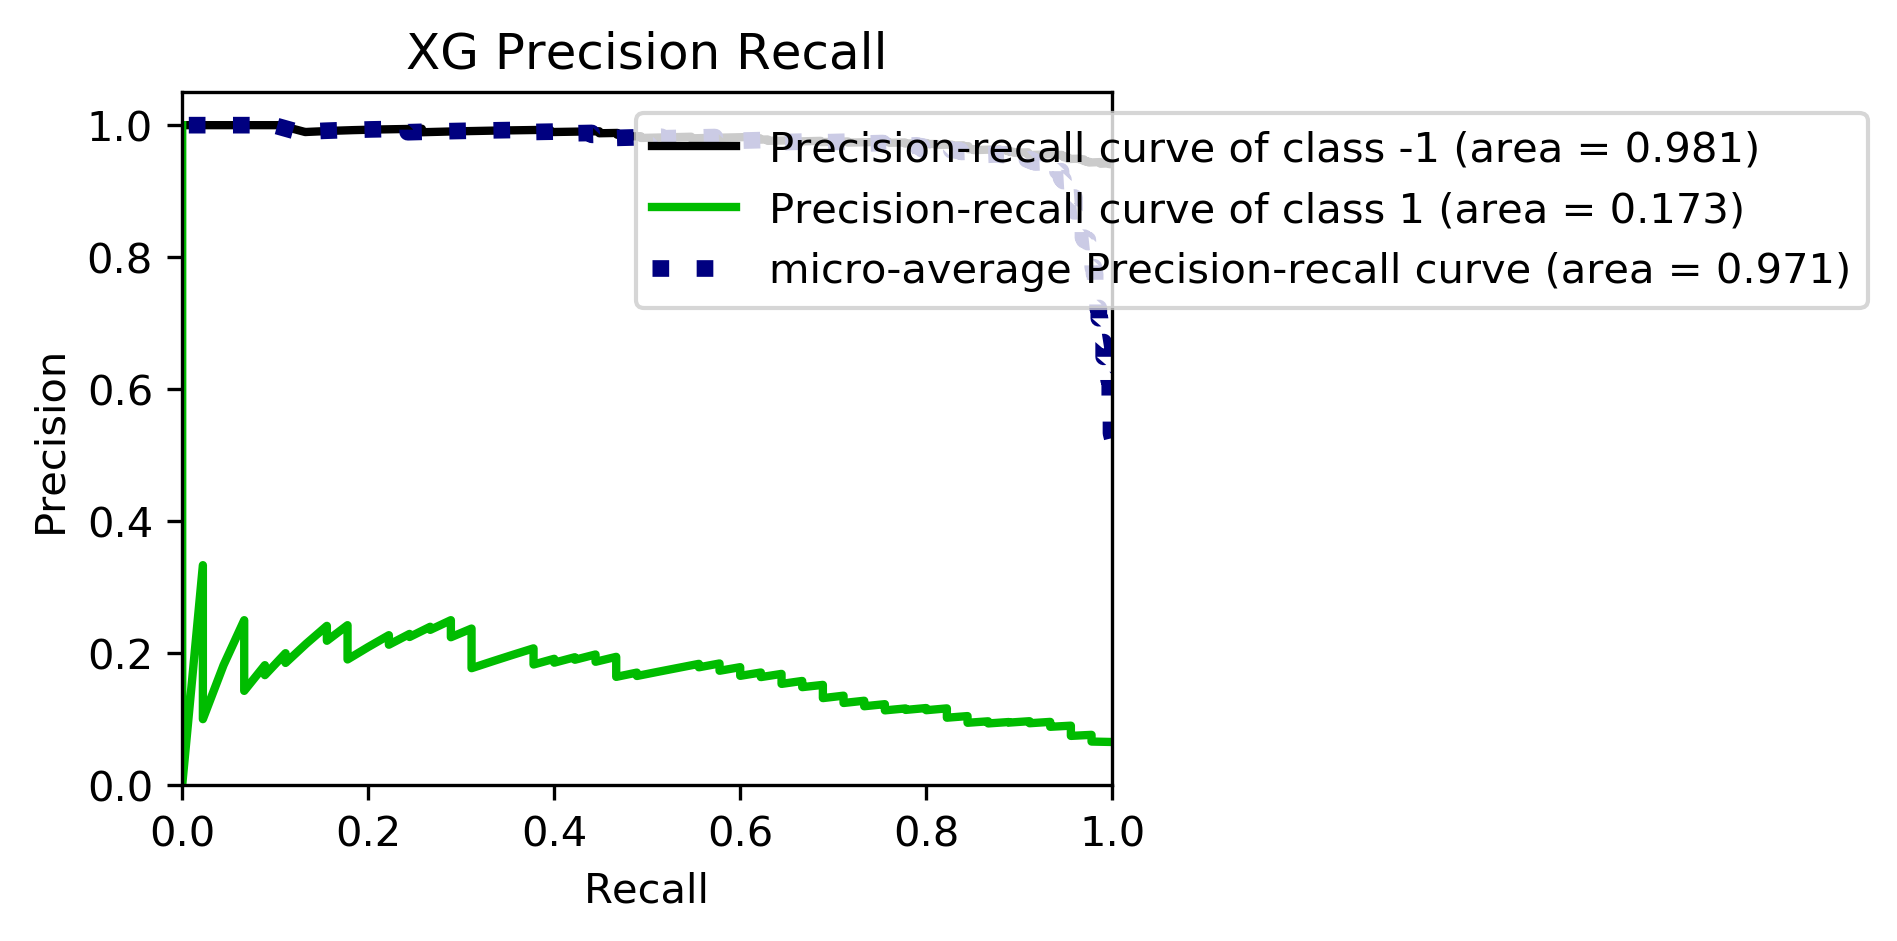 XG Precision Recall
1.0
0.8
0.6
0.4
0.2
0.0
Precision
Precision-recall curve of class -1 (area = 0.981)
Precision-recall curve of class 1 (area = 0.173)
micro-average Precision-recall curve (area = 0.971)
0.0 0.2 0.4 0.6 0.8 1.0
Recall